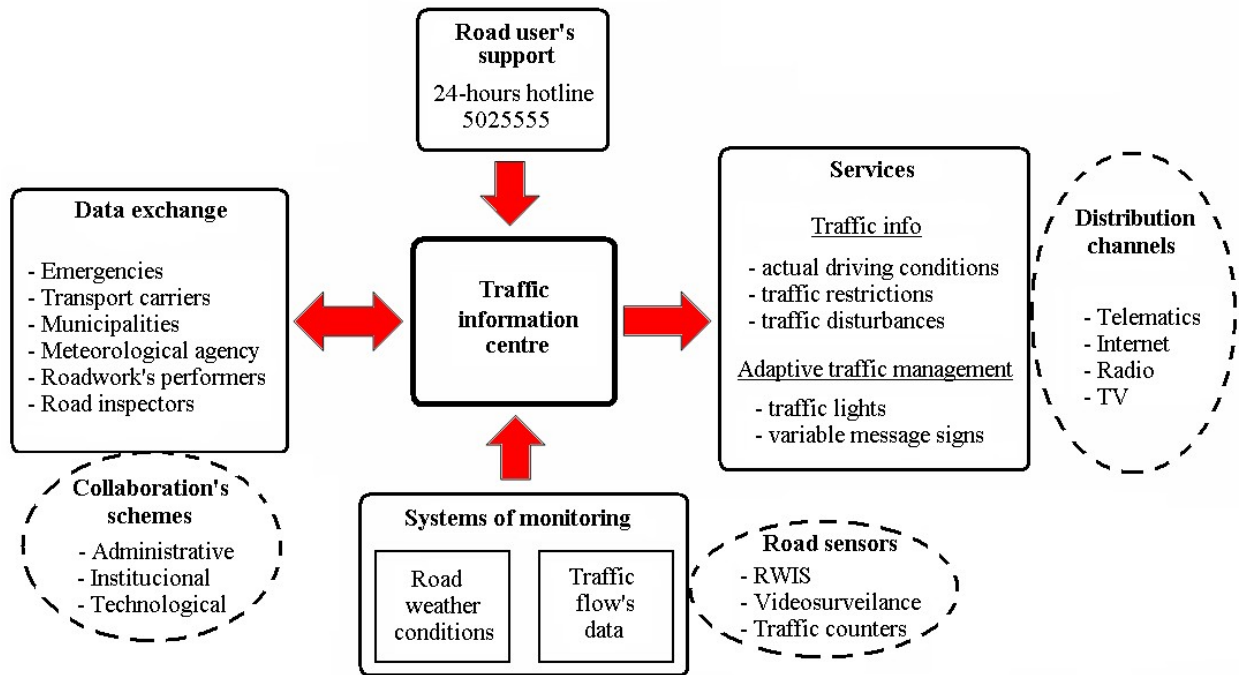 Road user's
support
24-hours hotline
5025555
Data exchange
- Emergencies
- Transport carriers
- Municipalities
- Meteorological agency
- Roadwork's performers
- Road inspectors
Collaboration's
schemes
- Administrative
- Institucional
- Technological
Traffic
information
centre
Systems of monitoring
Road
weather
conditions
Traffic
flow's
data
Road sensors
- RWIS
- Videosurveilance
- Traffic counters
Services
Traffic info
- actual driving conditions
- traffic restrictions
- traffic disturbances
Adaptive traffic management
- traffic lights
- variable message signs
Distribution
channels
- Telematics
- Internet
- Radio
- TV